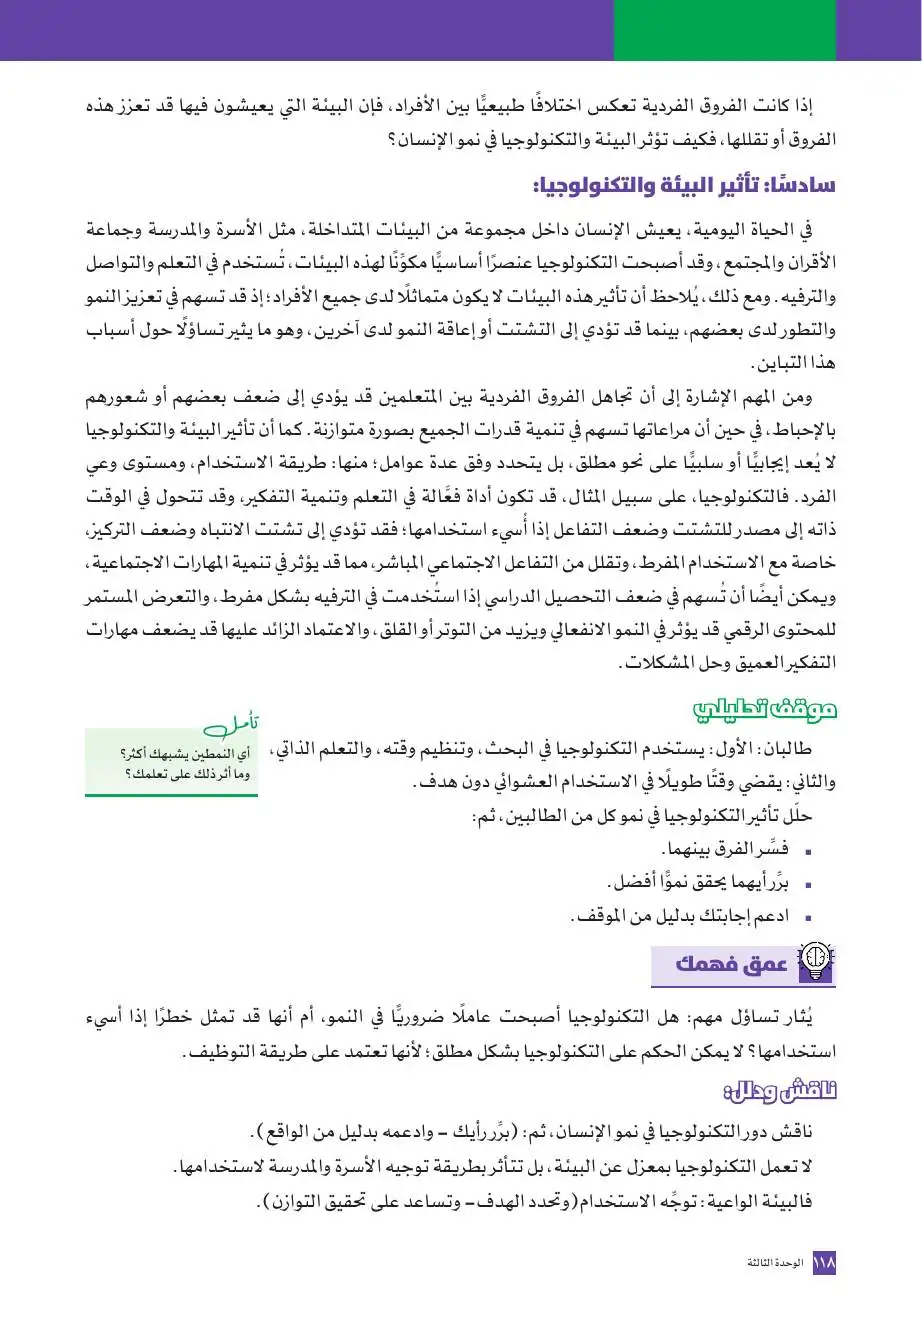 إذا كانت الفروق الفردية تعكس اختلافًا طبيعيًّا بين الأفراد، فإن البيئة التي يعيشون فيها قد تعزز هذه
الفروق أو تقللها، فكيف تؤثر البيئة والتكنولوجيا في نمو الإنسان؟
سادسًا: تأثير البيئة والتكنولوجيا:
في الحياة اليومية، يعيش الإنسان داخل مجموعة من البيئات المتداخلة، مثل الأسرة والمدرسة وجماعة
الأقران والمجتمع، وقد أصبحت التكنولوجيا عنصرًا أساسيًّا مكوِّنًا لهذه البيئات، تُستخدم في التعلم والتواصل
والترفيه. ومع ذلك، يُلاحظ أن تأثير هذه البيئات لا يكون متماثلًا لدى جميع الأفراد؛ إذ قد تسهم في تعزيز النمو
والتطور لدى بعضهم، بينما قد تؤدي إلى التشتت أو إعاقة النمو لدى آخرين، وهو ما يثير تساؤلًا حول أسباب
هذا التباين.
ومن المهم الإشارة إلى أن تجاهل الفروق الفردية بين المتعلمين قد يؤدي إلى ضعف بعضهم أو شعورهم
بالإحباط، في حين أن مراعاتها تسهم في تنمية قدرات الجميع بصورة متوازنة. كما أن تأثير البيئة والتكنولوجيا
لا يُعد إيجابيًّا أو سلبيًّا على نحو مطلق، بل يتحدد وفق عدة عوامل؛ منها: طريقة الاستخدام، ومستوى وعي
الفرد. فالتكنولوجيا، على سبيل المثال، قد تكون أداة فعَّالة في التعلم وتنمية التفكير، وقد تتحول في الوقت
ذاته إلى مصدر للتشتت وضعف التفاعل إذا أُسيء استخدامها؛ فقد تؤدي إلى تشتت الانتباه وضعف التركيز،
خاصة مع الاستخدام المفرط، وتقلل من التفاعل الاجتماعي المباشر، مما قد يؤثر في تنمية المهارات الاجتماعية،
ويمكن أيضًا أن تُسهم في ضعف التحصيل الدراسي إذا استُخدمت في الترفيه بشكل مفرط، والتعرض المستمر
للمحتوى الرقمي قد يؤثر في النمو الانفعالي ويزيد من التوتر أو القلق، والاعتماد الزائد عليها قد يضعف مهارات
التفكير العميق وحل المشكلات.
موقف تحليلي
طالبان: الأول: يستخدم التكنولوجيا في البحث، وتنظيم وقته، والتعلم الذاتي،
والثاني: يقضي وقتًا طويلًا في الاستخدام العشوائي دون هدف.
تأمل
أي النمطين يشبهك أكثر؟
وما أثر ذلك على تعلمك؟
حلّل تأثير التكنولوجيا في نمو كل من الطالبين، ثم:
▪ فسِّر الفرق بينهما.
▪ برِّر أيهما يحقق نموًّا أفضل.
▪ ادعم إجابتك بدليل من الموقف.
عمق فهمك
يُثار تساؤل مهم: هل التكنولوجيا أصبحت عاملًا ضروريًّا في النمو، أم أنها قد تمثل خطرًا إذا أسيء
استخدامها؟ لا يمكن الحكم على التكنولوجيا بشكل مطلق؛ لأنها تعتمد على طريقة التوظيف.
ناقش ودلل:
ناقش دور التكنولوجيا في نمو الإنسان، ثم: (برِّر رأيك – وادعمه بدليل من الواقع).
لا تعمل التكنولوجيا بمعزل عن البيئة، بل تتأثر بطريقة توجيه الأسرة والمدرسة لاستخدامها.
فالبيئة الواعية: توجِّه الاستخدام (وتحدد الهدف – وتساعد على تحقيق التوازن).
١١٨ الوحدة الثالثة